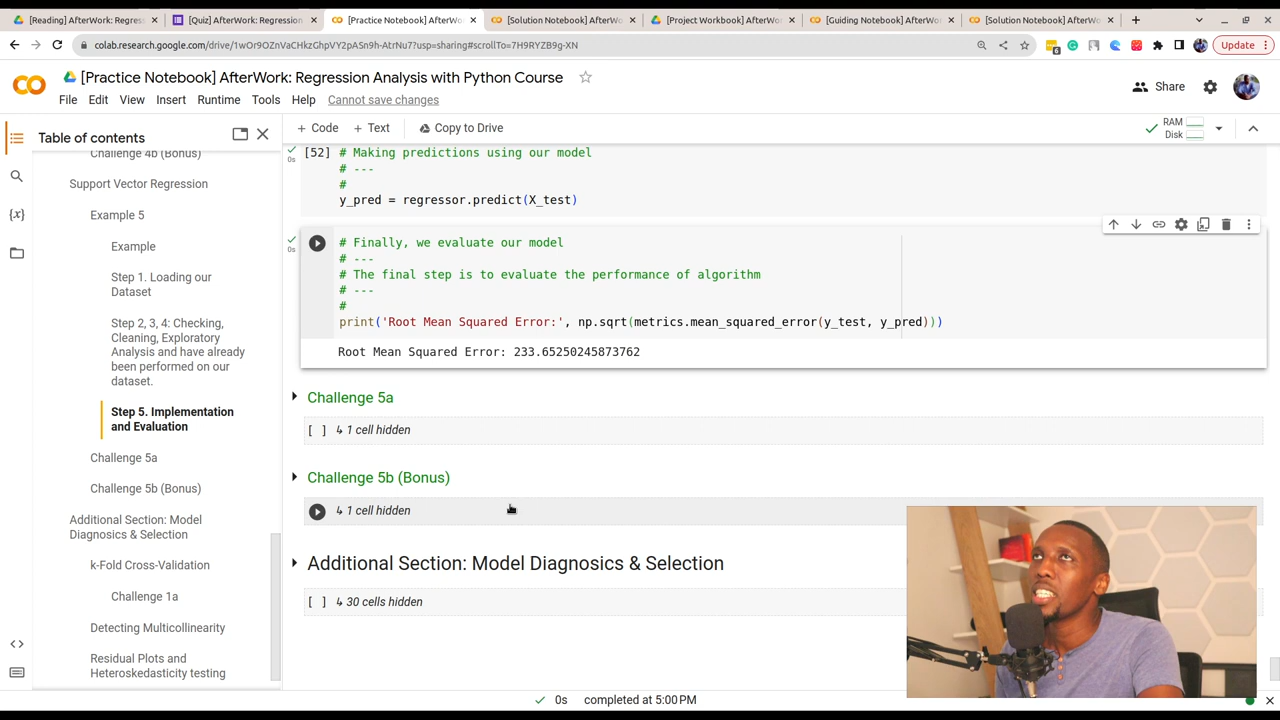 [Reading] AfterWork: Regress
[Quiz] AfterWork: Regression
[Practice Notebook] AfterWo
[Solution Notebook] AfterWo
[Project Workbook] AfterWo
[Guiding Notebook] AfterWo
[Solution Notebook] AfterWo
colab.research.google.com/drive/1wOr9OZnVaCHkzGhpVY2pASn9h-AtrNu7?usp=sharing#scrollTo=7H9RYZB9g-XN
6
Update
[Practice Notebook] AfterWork: Regression Analysis with Python Course
File Edit View Insert Runtime Tools Help Cannot save changes
Share
Table of contents
+ Code + Text Copy to Drive
RAM
Disk
Challenge 4b (Bonus)
Support Vector Regression
Example 5
Example
Step 1. Loading our
Dataset
Step 2, 3, 4: Checking,
Cleaning, Exploratory
Analysis and have already
been performed on our
dataset.
Step 5. Implementation
and Evaluation
Challenge 5a
Challenge 5b (Bonus)
Additional Section: Model
Diagnostics & Selection
k-Fold Cross-Validation
Challenge 1a
Detecting Multicollinearity
Residual Plots and
Heteroskedasticity testing
0s
[52] # Making predictions using our model
# ---
#
y_pred = regressor.predict(X_test)
0s
# Finally, we evaluate our model
# ---
# The final step is to evaluate the performance of algorithm
# ---
#
print('Root Mean Squared Error:', np.sqrt(metrics.mean_squared_error(y_test, y_pred)))
Root Mean Squared Error: 233.65250245873762
Challenge 5a
[ ] ↳ 1 cell hidden
Challenge 5b (Bonus)
↳ 1 cell hidden
Additional Section: Model Diagnosics & Selection
[ ] ↳ 30 cells hidden
0s completed at 5:00 PM